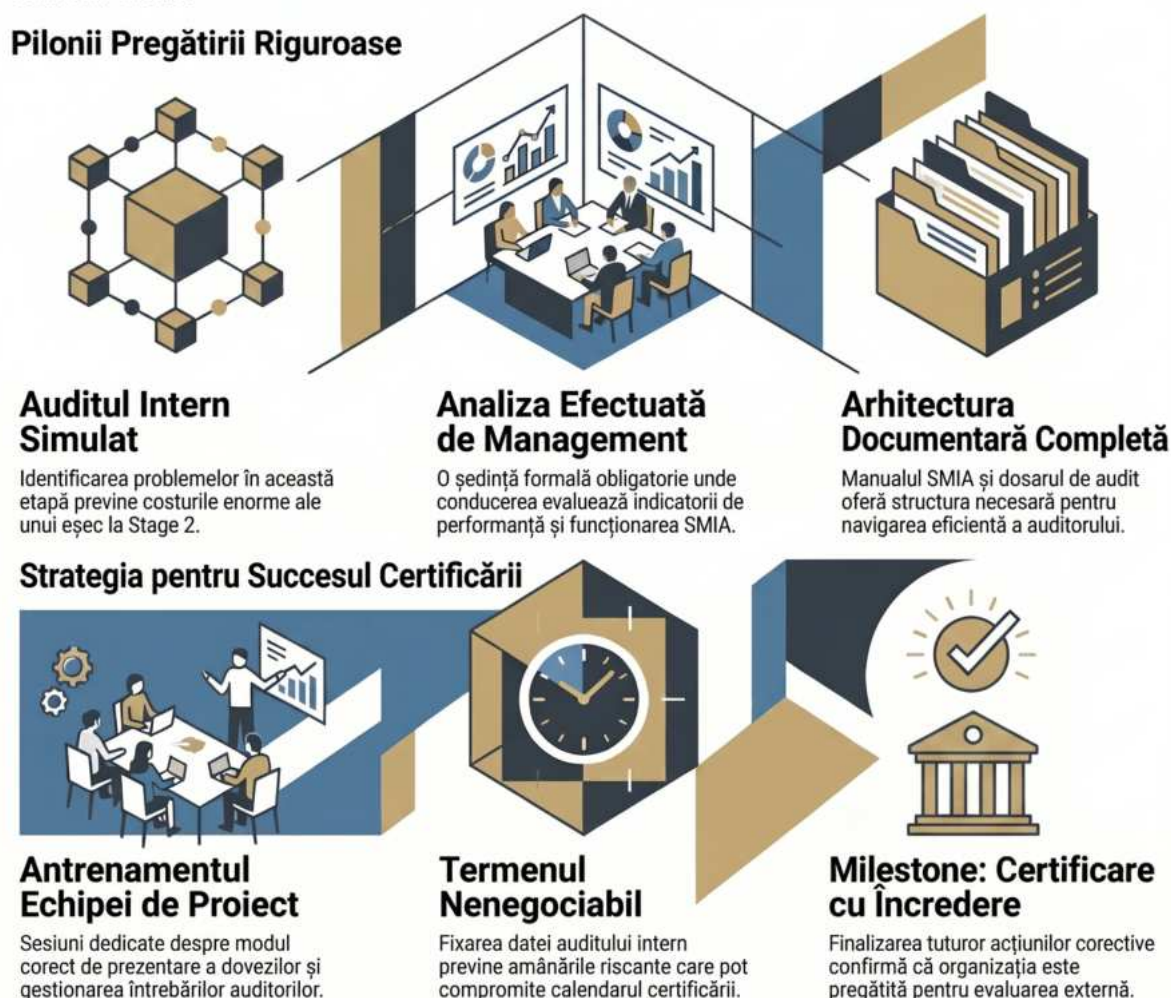 Pilonii Pregătirii Riguroase
Auditul Intern
Simulat
Identificarea problemelor în această
etapă previne costurile enorme ale
unui eșec la Stage 2.
Analiza Efectuată
de Management
O ședință formală obligatorie unde
conducerea evaluează indicatorii de
performanță și funcționarea SMIA.
Arhitectura
Documentară Completă
Manualul SMIA și dosarul de audit
oferă structura necesară pentru
navigarea eficientă a auditorului.
Strategia pentru Succesul Certificării
Antrenamentul
Echipei de Proiect
Sesiuni dedicate despre modul
corect de prezentare a dovezilor și
gestionarea întrebărilor auditorilor.
Termenul
Nenegociabil
Fixarea datei auditului intern
previne amânările riscante care pot
compromite calendarul certificării.
Milestone: Certificare
cu Încredere
Finalizarea tuturor acțiunilor corective
confirmă că organizația este
pregătită pentru evaluarea externă.